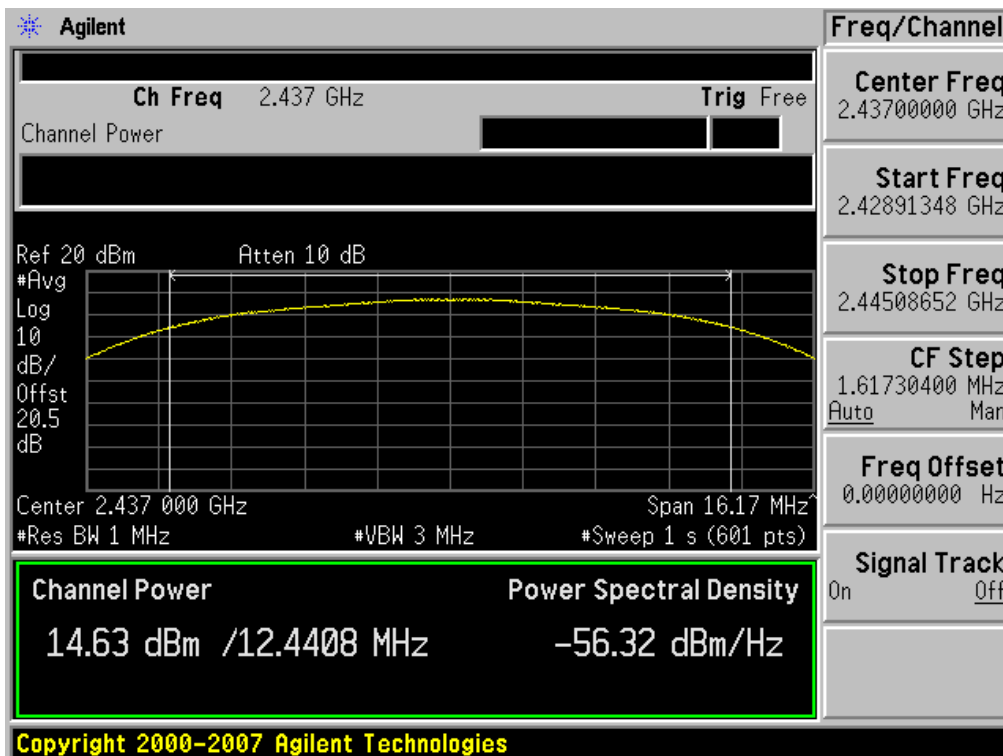 Agilent
Freq/Channel
Ch Freq 2.437 GHz Trig Free
Channel Power
Center Freq
2.43700000 GHz
Start Freq
2.42891348 GHz
Stop Freq
2.44508652 GHz
CF Step
1.61730400 MHz
Auto Man
Freq Offset
0.00000000 Hz
Signal Track
On Off
Ref 20 dBm Atten 10 dB
#Avg
Log
10
dB/
Offst
20.5
dB
Center 2.437 000 GHz Span 16.17 MHz^
#Res BW 1 MHz #VBW 3 MHz #Sweep 1 s (601 pts)
Channel Power Power Spectral Density
14.63 dBm /12.4408 MHz -56.32 dBm/Hz
Copyright 2000-2007 Agilent Technologies